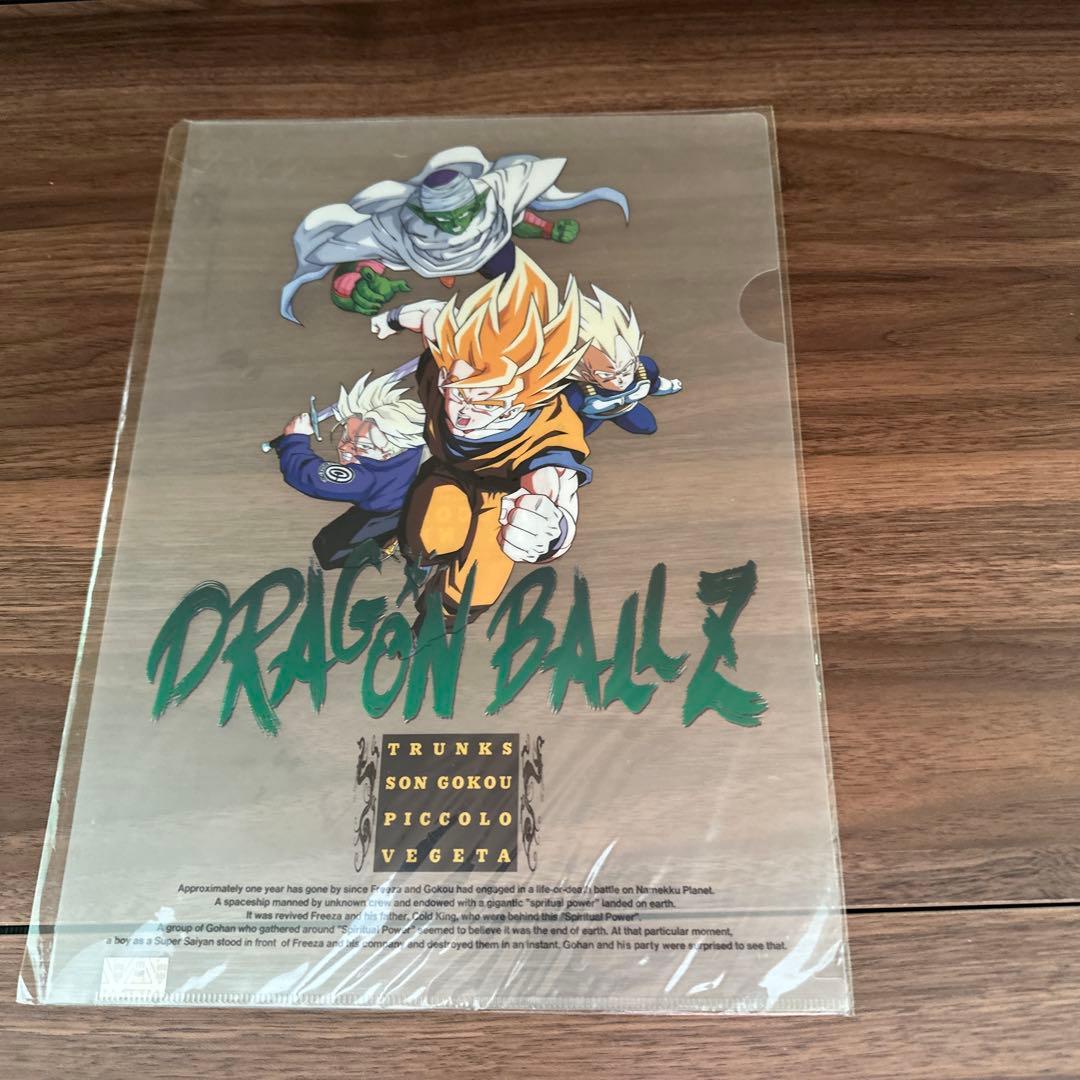 DRAGON BALL Z
TRUNKS
SON GOKOU
PICCOLO
VEGETA
Approximately one year has gone by since Freeza and Gokou had engaged in a life-or-death battle on Namekku Planet.
A spaceship manned by unknown crew and endowed with a gigantic "spritual power" landed on earth.
It was revived Freeza and his father, Cold King, who were behind this "Spiritual Power".
A group of Gohan who gathered around "Spiritual Power" seemed to believe it was the end of earth. At that particular moment,
a boy as a Super Saiyan stood in front of Freeza and his company and destroyed them in an instant. Gohan and his party were surprised to see that.